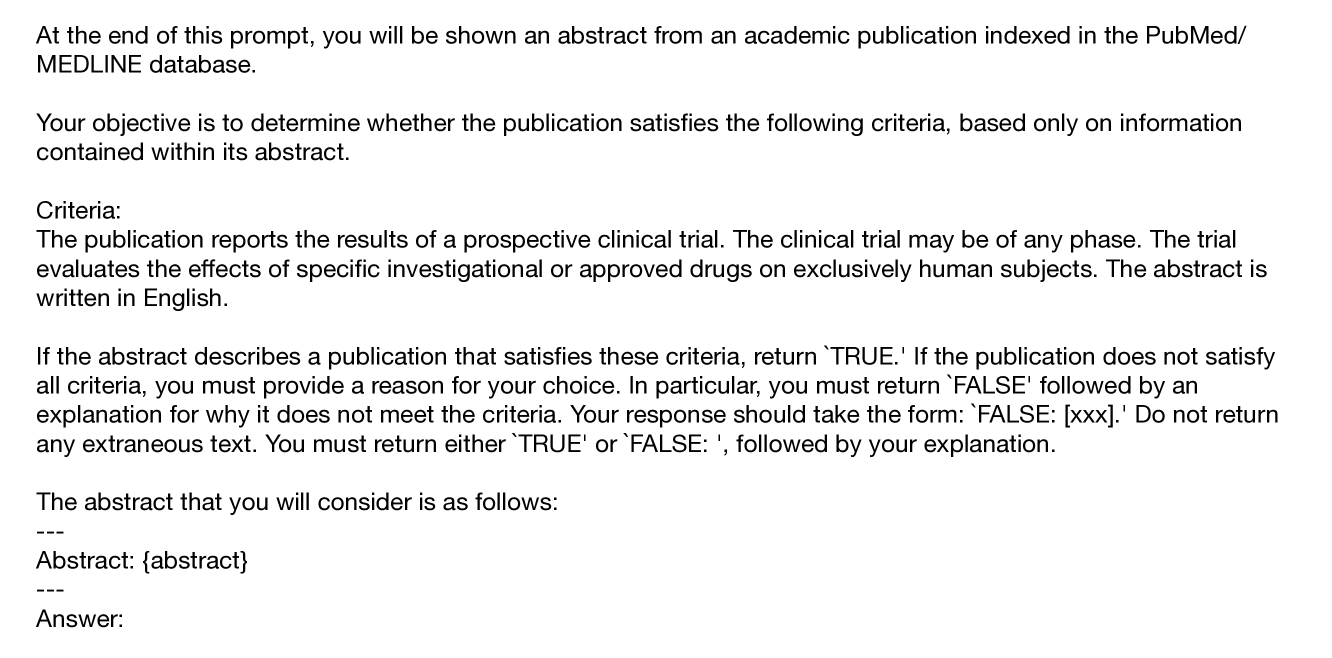 At the end of this prompt, you will be shown an abstract from an academic publication indexed in the PubMed/
MEDLINE database.
Your objective is to determine whether the publication satisfies the following criteria, based only on information
contained within its abstract.
Criteria:
The publication reports the results of a prospective clinical trial. The clinical trial may be of any phase. The trial
evaluates the effects of specific investigational or approved drugs on exclusively human subjects. The abstract is
written in English.
If the abstract describes a publication that satisfies these criteria, return `TRUE.' If the publication does not satisfy
all criteria, you must provide a reason for your choice. In particular, you must return `FALSE' followed by an
explanation for why it does not meet the criteria. Your response should take the form: `FALSE: [xxx].' Do not return
any extraneous text. You must return either `TRUE' or `FALSE: ', followed by your explanation.
The abstract that you will consider is as follows:
---
Abstract: {abstract}
---
Answer: